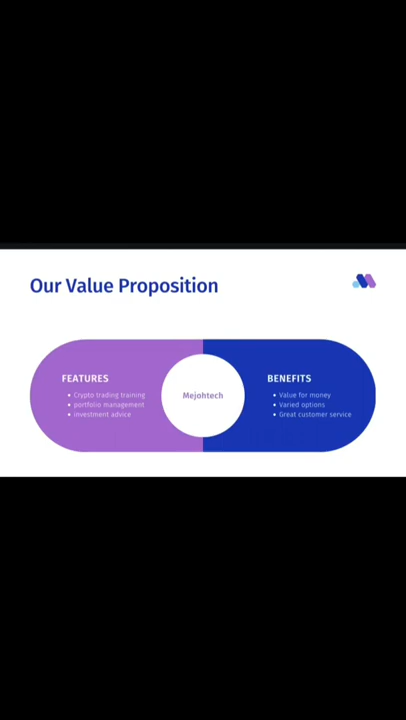 Our Value Proposition
FEATURES
Crypto trading training
portfolio management
investment advice
Mejohtech
BENEFITS
Value for money
Varied options
Great customer service